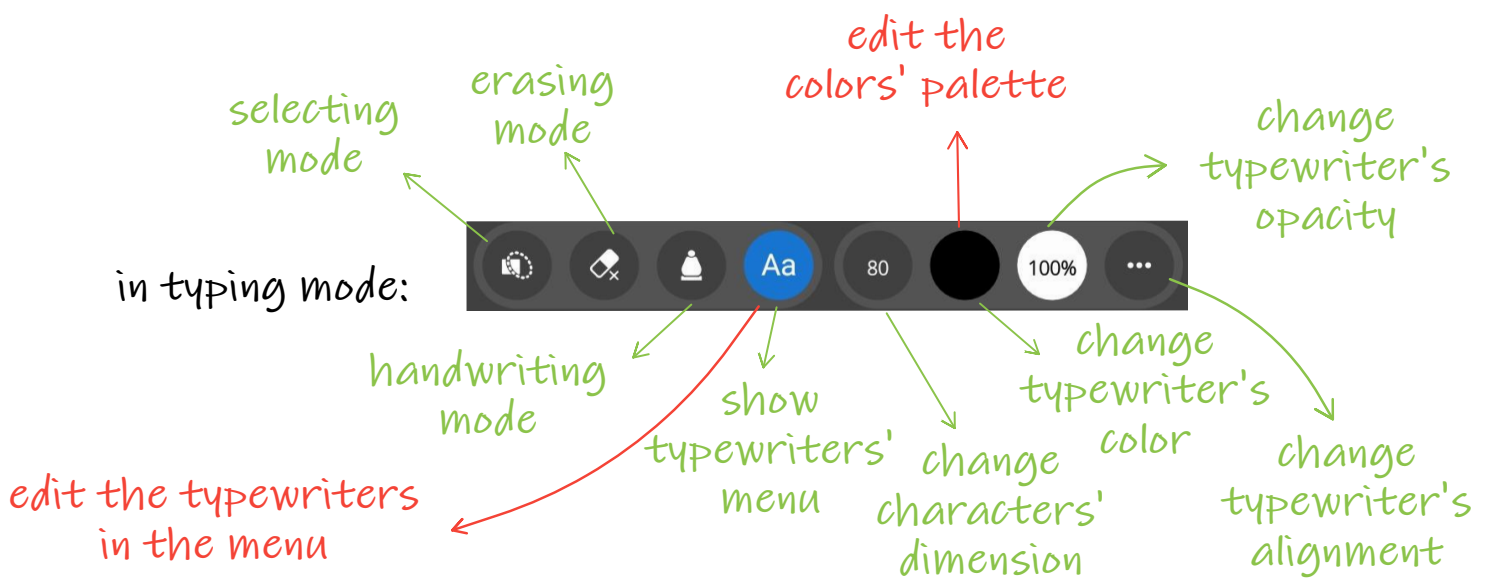 edit the
colors' palette
erasing
mode
selecting
mode
change
typewriter's
opacity
in typing mode:
Aa
80
100%
handwriting
mode
show
typewriters'
menu
change
typewriter's
color
change
characters'
dimension
change
typewriter's
alignment
edit the typewriters
in the menu